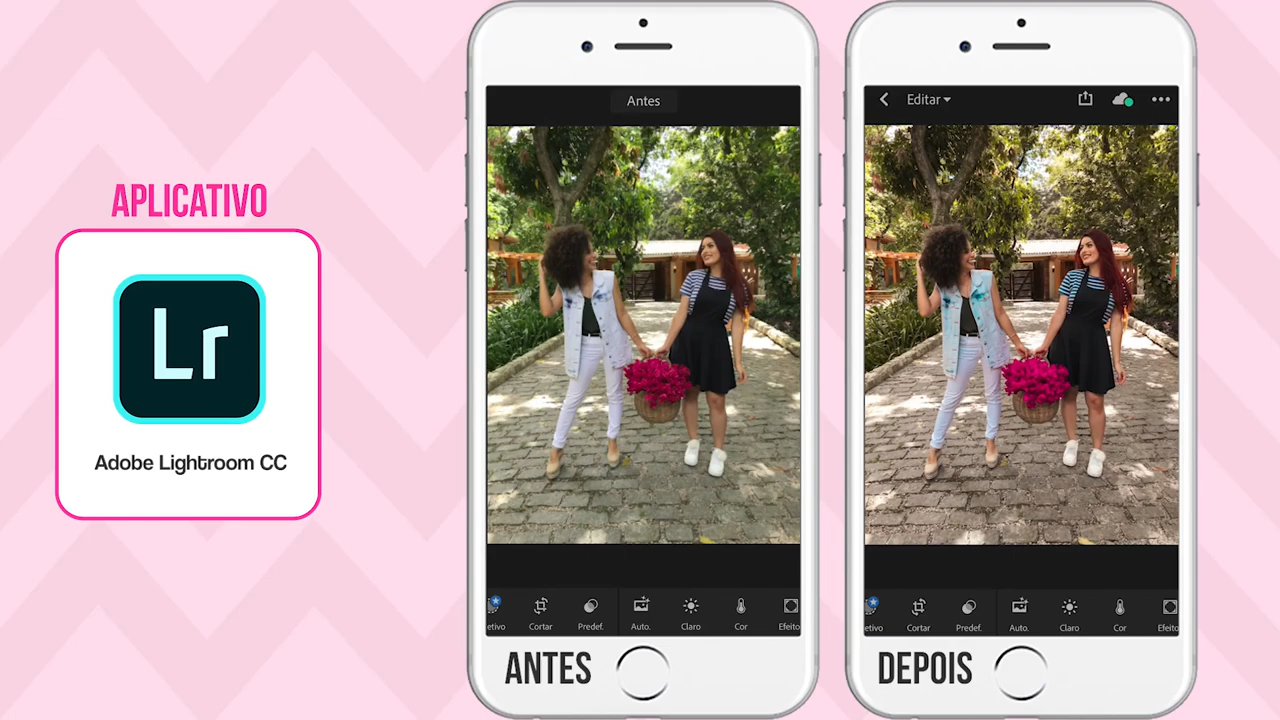 APLICATIVO
Lr
Adobe Lightroom CC
Antes
etivo Cortar Predef. Auto. Claro Cor Efeito
ANTES
Editar
etivo Cortar Predef. Auto. Claro Cor Efeito
DEPOIS